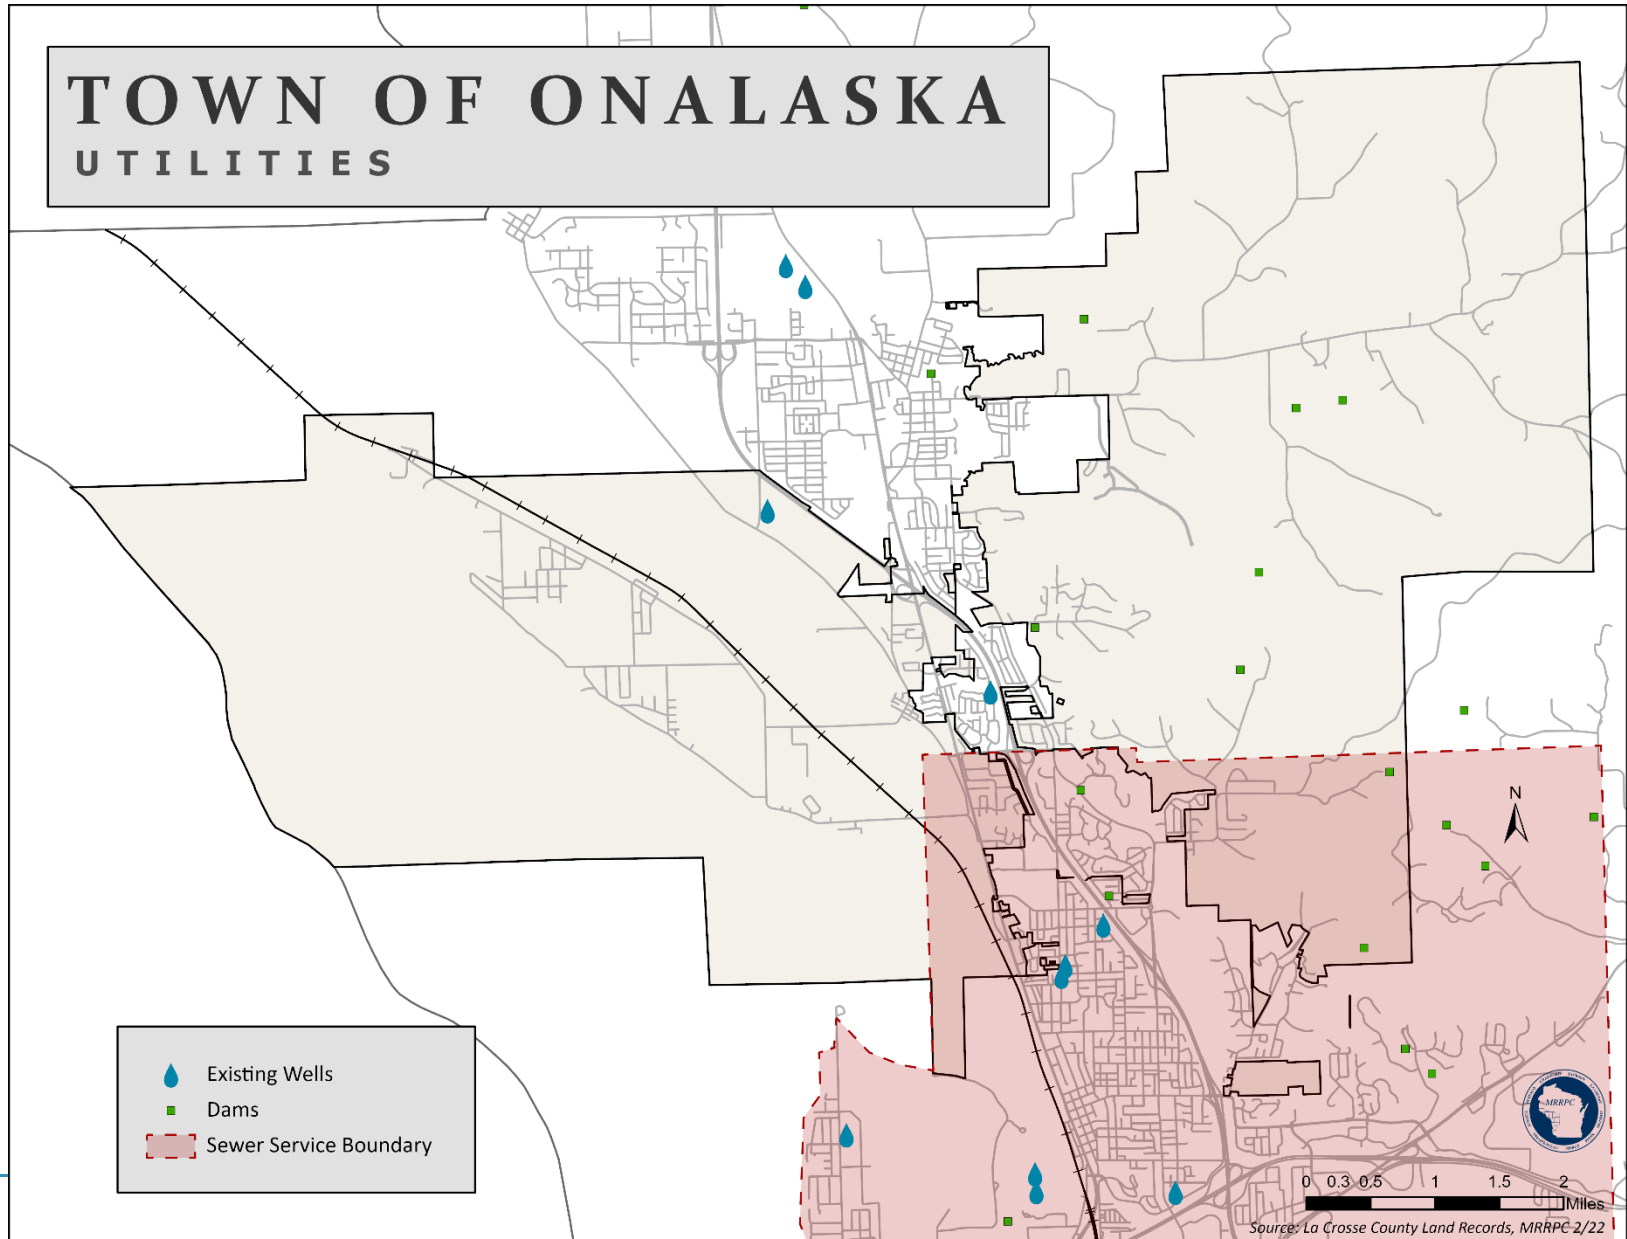 TOWN OF ONALASKA
UTILITIES
N
Existing Wells
Dams
Sewer Service Boundary
MRRPC
0 0.3 0.5 1 1.5 2
Miles
Source: La Crosse County Land Records, MRRPC 2/22